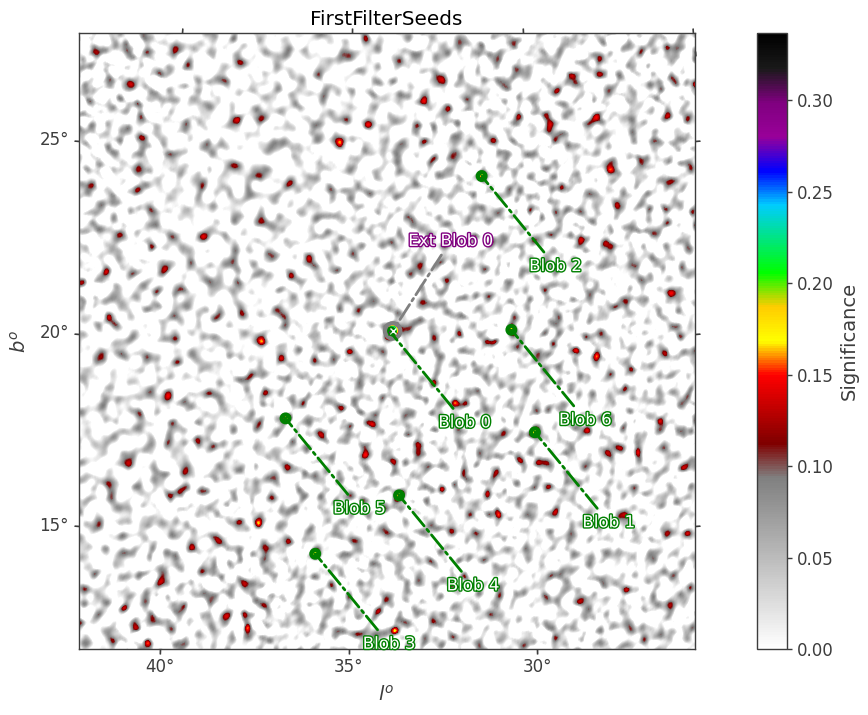 FirstFilterSeeds
25°
20°
15°
b°
40°
35°
30°
l°
Ext Blob 0
Blob 2
Blob 0
Blob 6
Blob 5
Blob 1
Blob 4
Blob 3
0.30
0.25
0.20
0.15
0.10
0.05
0.00
Significance